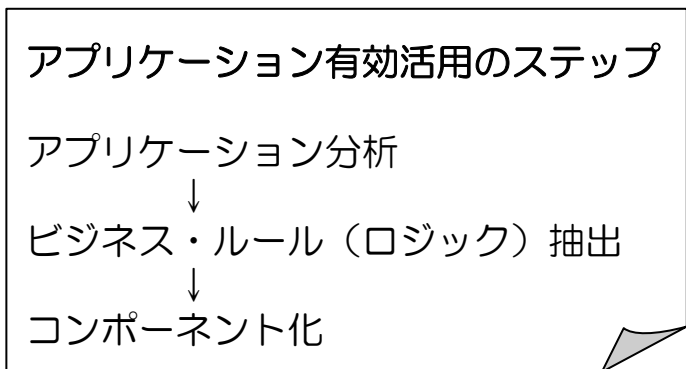 アプリケーション有効活用のステップ
アプリケーション分析
↓
ビジネス・ルール（ロジック）抽出
↓
コンポーネント化